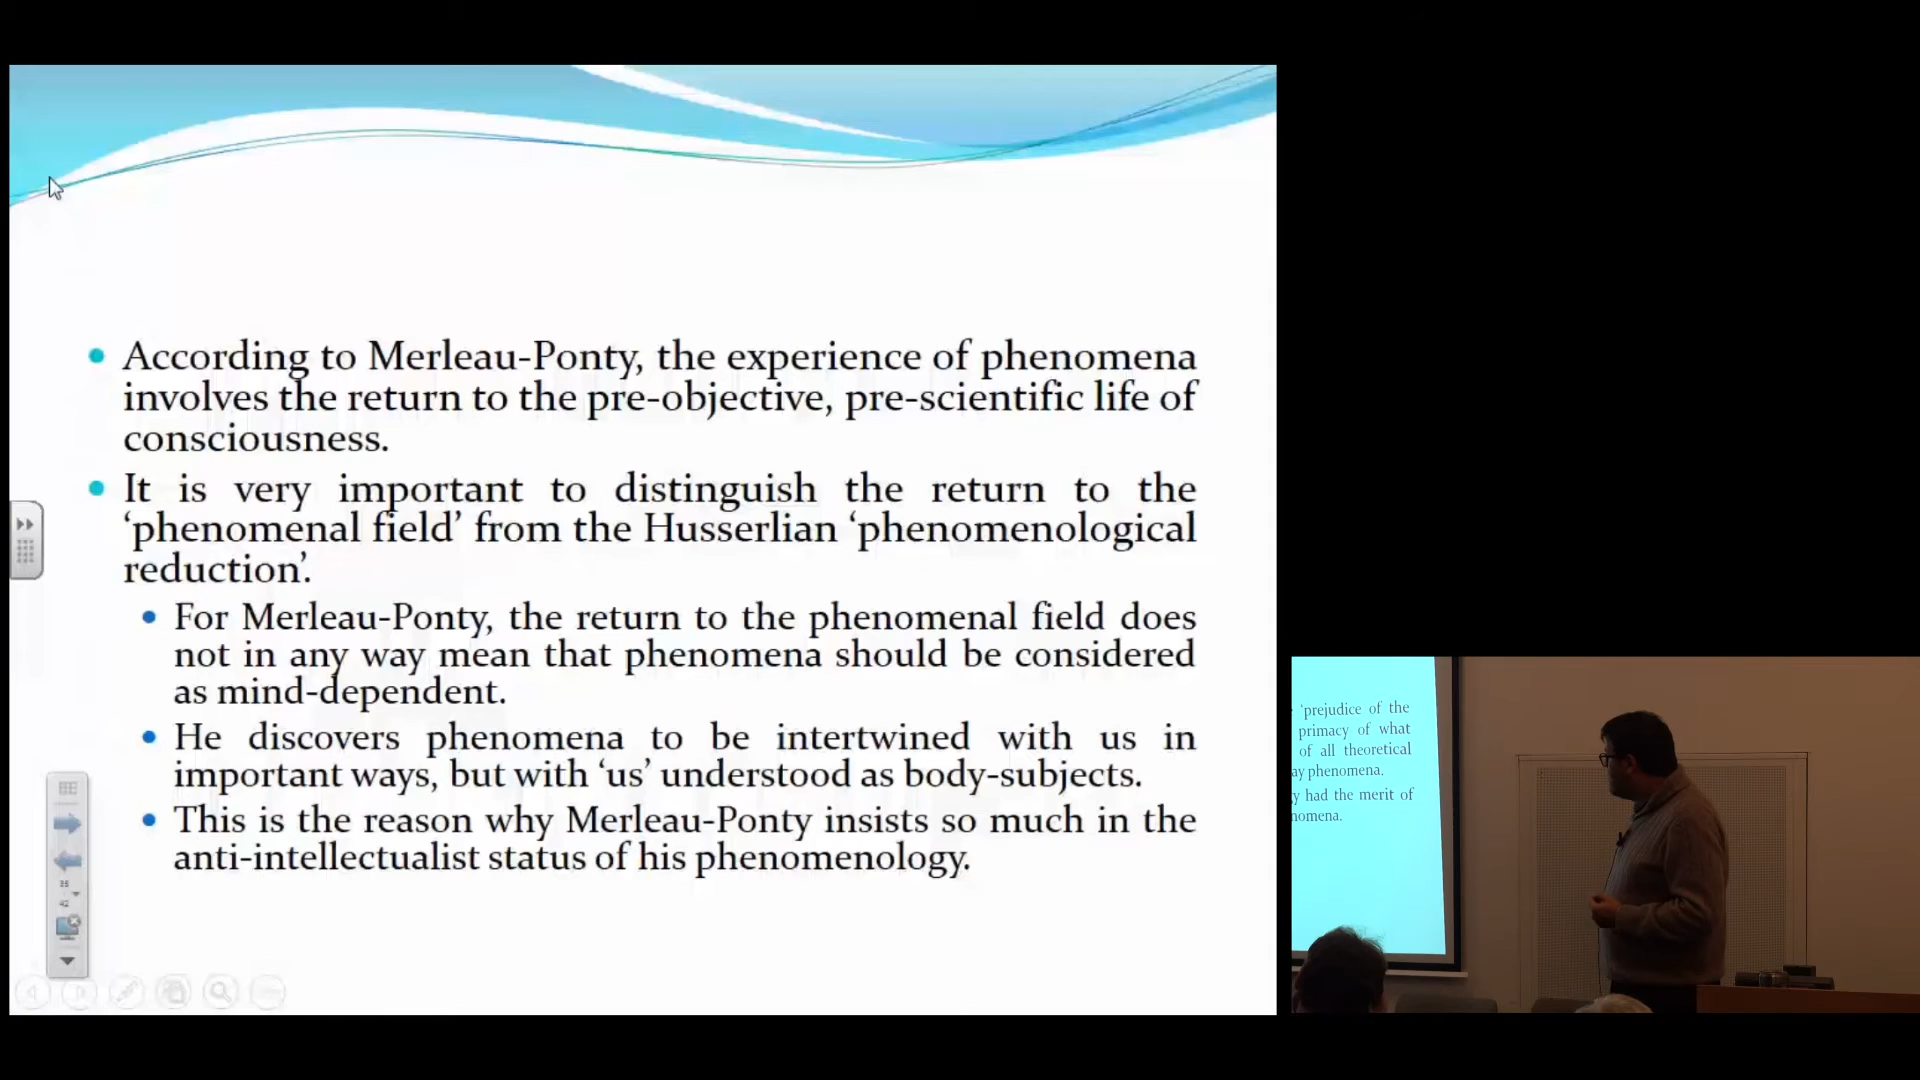 According to Merleau-Ponty, the experience of phenomena
involves the return to the pre-objective, pre-scientific life of
consciousness.
It is very important to distinguish the return to the
‘phenomenal field’ from the Husserlian ‘phenomenological
reduction’.
For Merleau-Ponty, the return to the phenomenal field does
not in any way mean that phenomena should be considered
as mind-dependent.
He discovers phenomena to be intertwined with us in
important ways, but with ‘us’ understood as body-subjects.
This is the reason why Merleau-Ponty insists so much in the
anti-intellectualist status of his phenomenology.
42
‘prejudice of the
primacy of what
of all theoretical
ay phenomena.
y had the merit of
nomena.